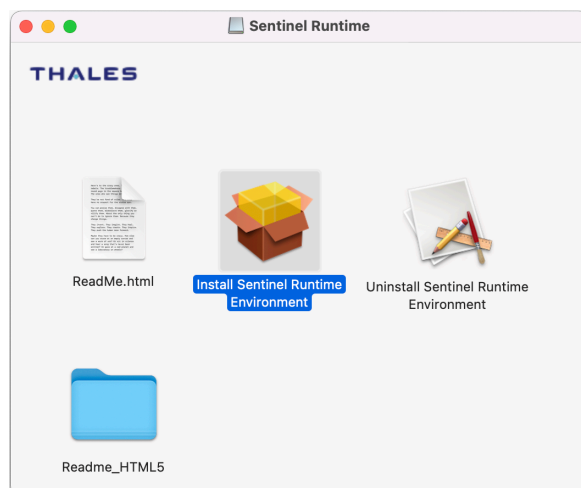 Sentinel Runtime
THALES
ReadMe.html
Install Sentinel Runtime
Environment
Uninstall Sentinel Runtime
Environment
Readme_HTML5